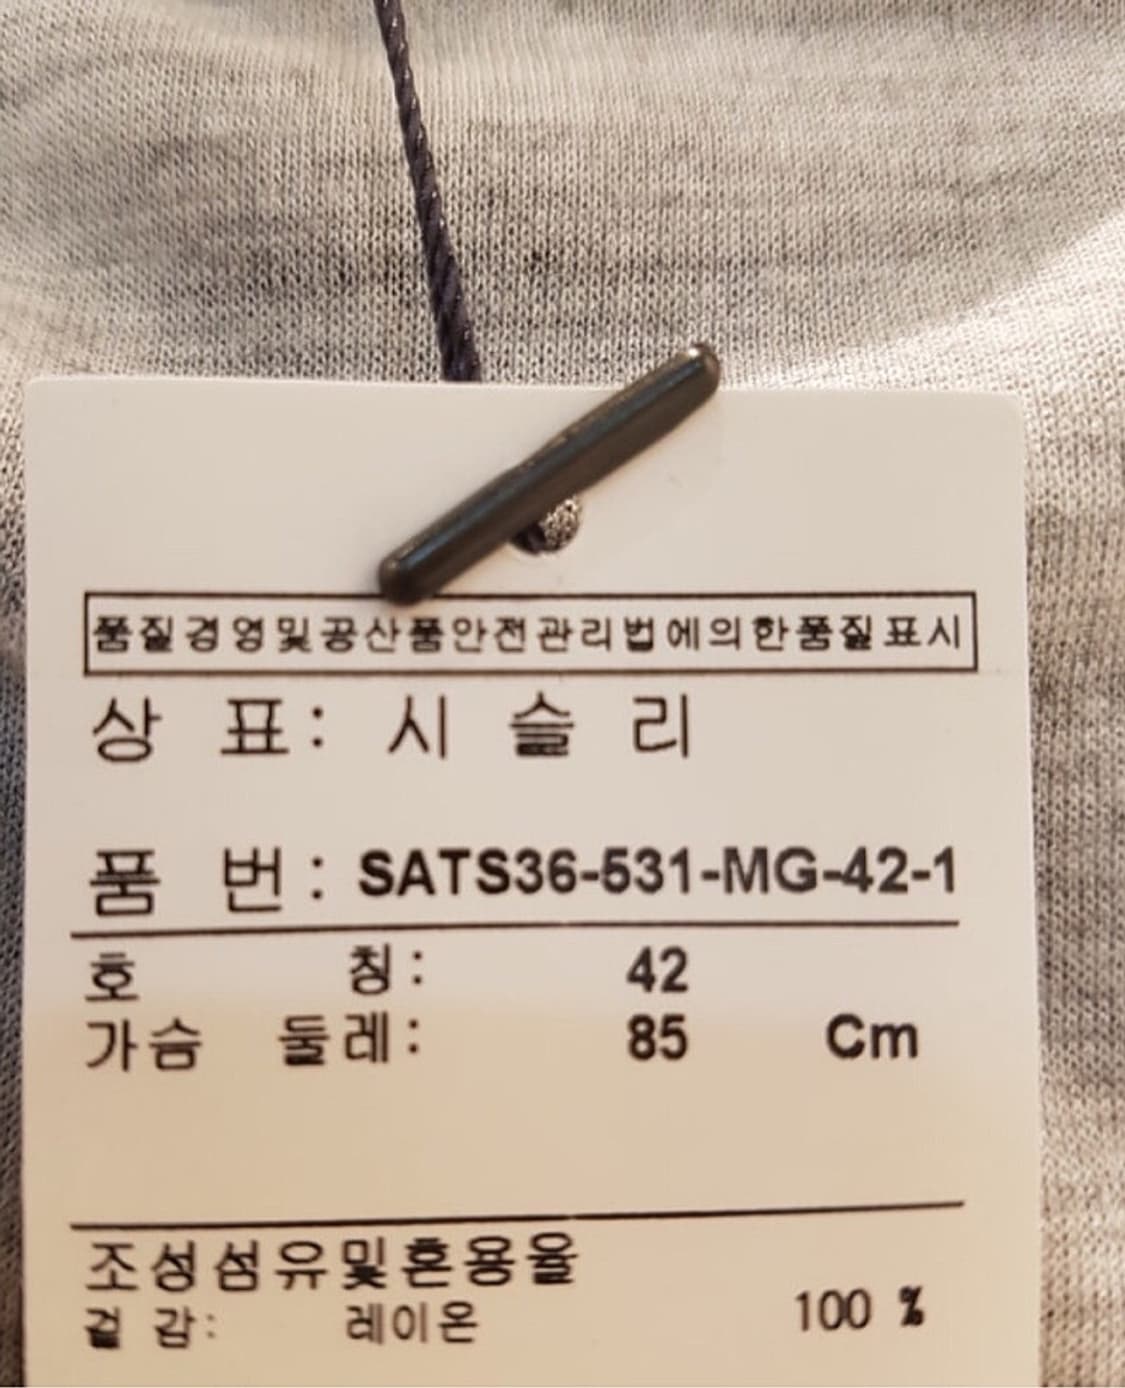 품질경영및공산품안전관리법에의한품질표시
상 표: 시 슬 리
품 번: SATS36-531-MG-42-1
호 칭: 42
가슴 둘레: 85 Cm
조성섬유및혼용율
겉 감: 레이온 100 %